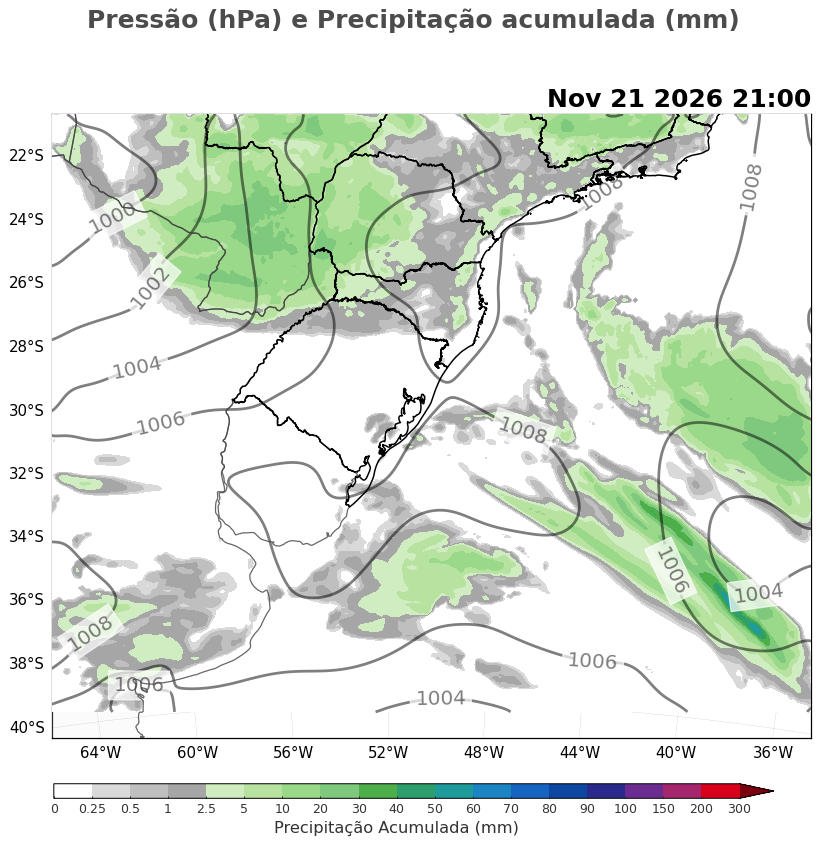 Pressão (hPa) e Precipitação acumulada (mm)
Nov 21 2026 21:00
22°S
24°S
26°S
28°S
30°S
32°S
34°S
36°S
38°S
40°S
1000
1002
1004
1006
1008
1008
1008
1006
1004
1008
1006
1006
1004
64°W 60°W 56°W 52°W 48°W 44°W 40°W 36°W
0 0.25 0.5 1 2.5 5 10 20 30 40 50 60 70 80 90 100 150 200 300
Precipitação Acumulada (mm)